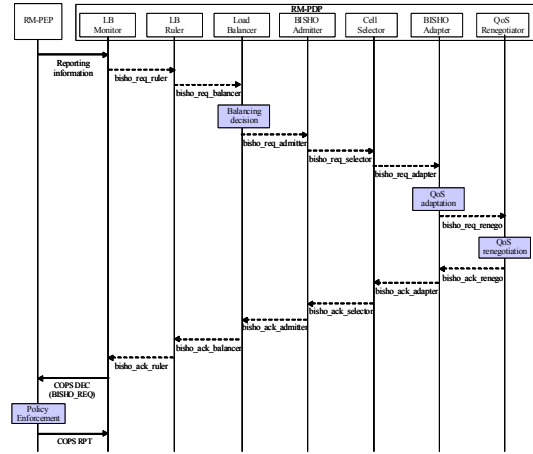 RM-PDP
RM-PEP
LB
Monitor
LB
Ruler
Load
Balancer
BISHO
Admitter
Cell
Selector
BISHO
Adapter
QoS
Renegotiator
Reporting
information
bisho_req_ruler
bisho_req_balancer
Balancing
decision
bisho_req_admitter
bisho_req_selector
bisho_req_adapter
QoS
adaptation
bisho_req_renego
QoS
renegotiation
bisho_ack_renego
bisho_ack_adapter
bisho_ack_selector
bisho_ack_admitter
bisho_ack_balancer
bisho_ack_ruler
COPS DEC
(BISHO_REQ)
Policy
Enforcement
COPS RPT